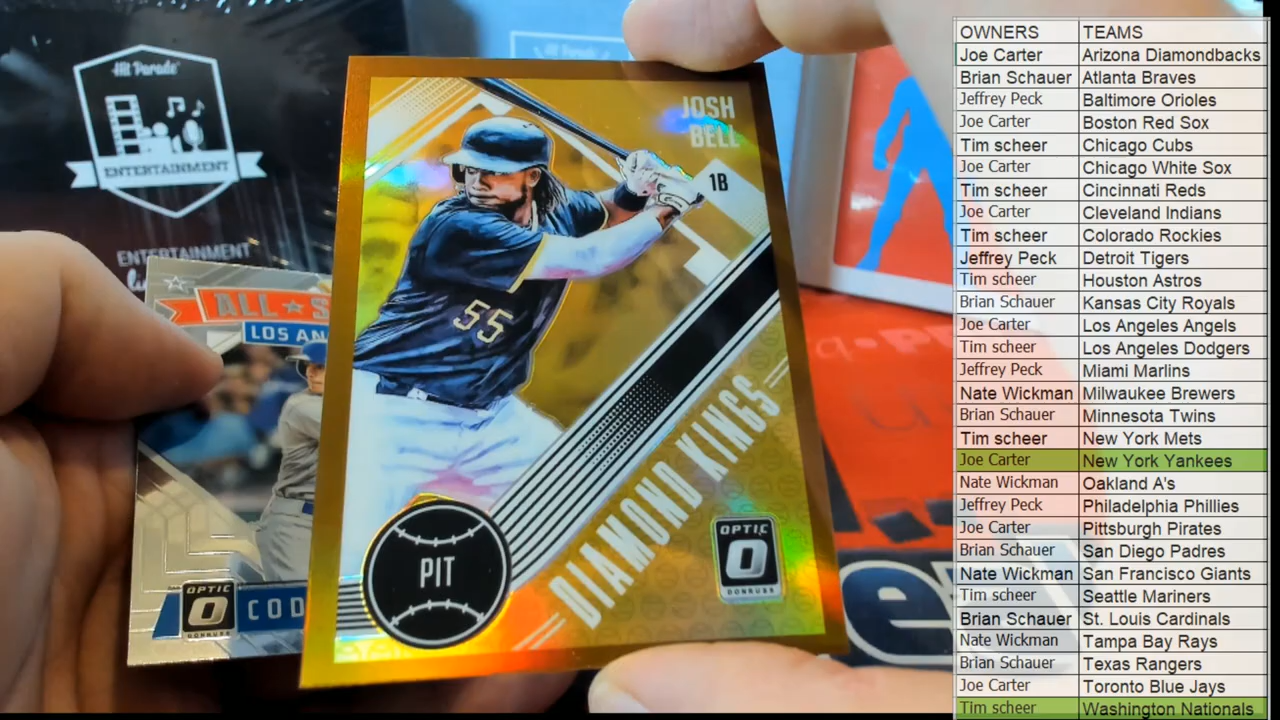 Hit Parade
ENTERTAINMENT
ENTERTAINMENT
ALL
LOS AN
OPTIC
DONRUSS
COD
JOSH
BELL
1B
55
DIAMOND KINGS
PIT
OPTIC
DONRUSS
OWNERS TEAMS
Joe Carter Arizona Diamondbacks
Brian Schauer Atlanta Braves
Jeffrey Peck Baltimore Orioles
Joe Carter Boston Red Sox
Tim scheer Chicago Cubs
Joe Carter Chicago White Sox
Tim scheer Cincinnati Reds
Joe Carter Cleveland Indians
Tim scheer Colorado Rockies
Jeffrey Peck Detroit Tigers
Tim scheer Houston Astros
Brian Schauer Kansas City Royals
Joe Carter Los Angeles Angels
Tim scheer Los Angeles Dodgers
Jeffrey Peck Miami Marlins
Nate Wickman Milwaukee Brewers
Brian Schauer Minnesota Twins
Tim scheer New York Mets
Joe Carter New York Yankees
Nate Wickman Oakland A's
Jeffrey Peck Philadelphia Phillies
Joe Carter Pittsburgh Pirates
Brian Schauer San Diego Padres
Nate Wickman San Francisco Giants
Tim scheer Seattle Mariners
Brian Schauer St. Louis Cardinals
Nate Wickman Tampa Bay Rays
Brian Schauer Texas Rangers
Joe Carter Toronto Blue Jays
Tim scheer Washington Nationals